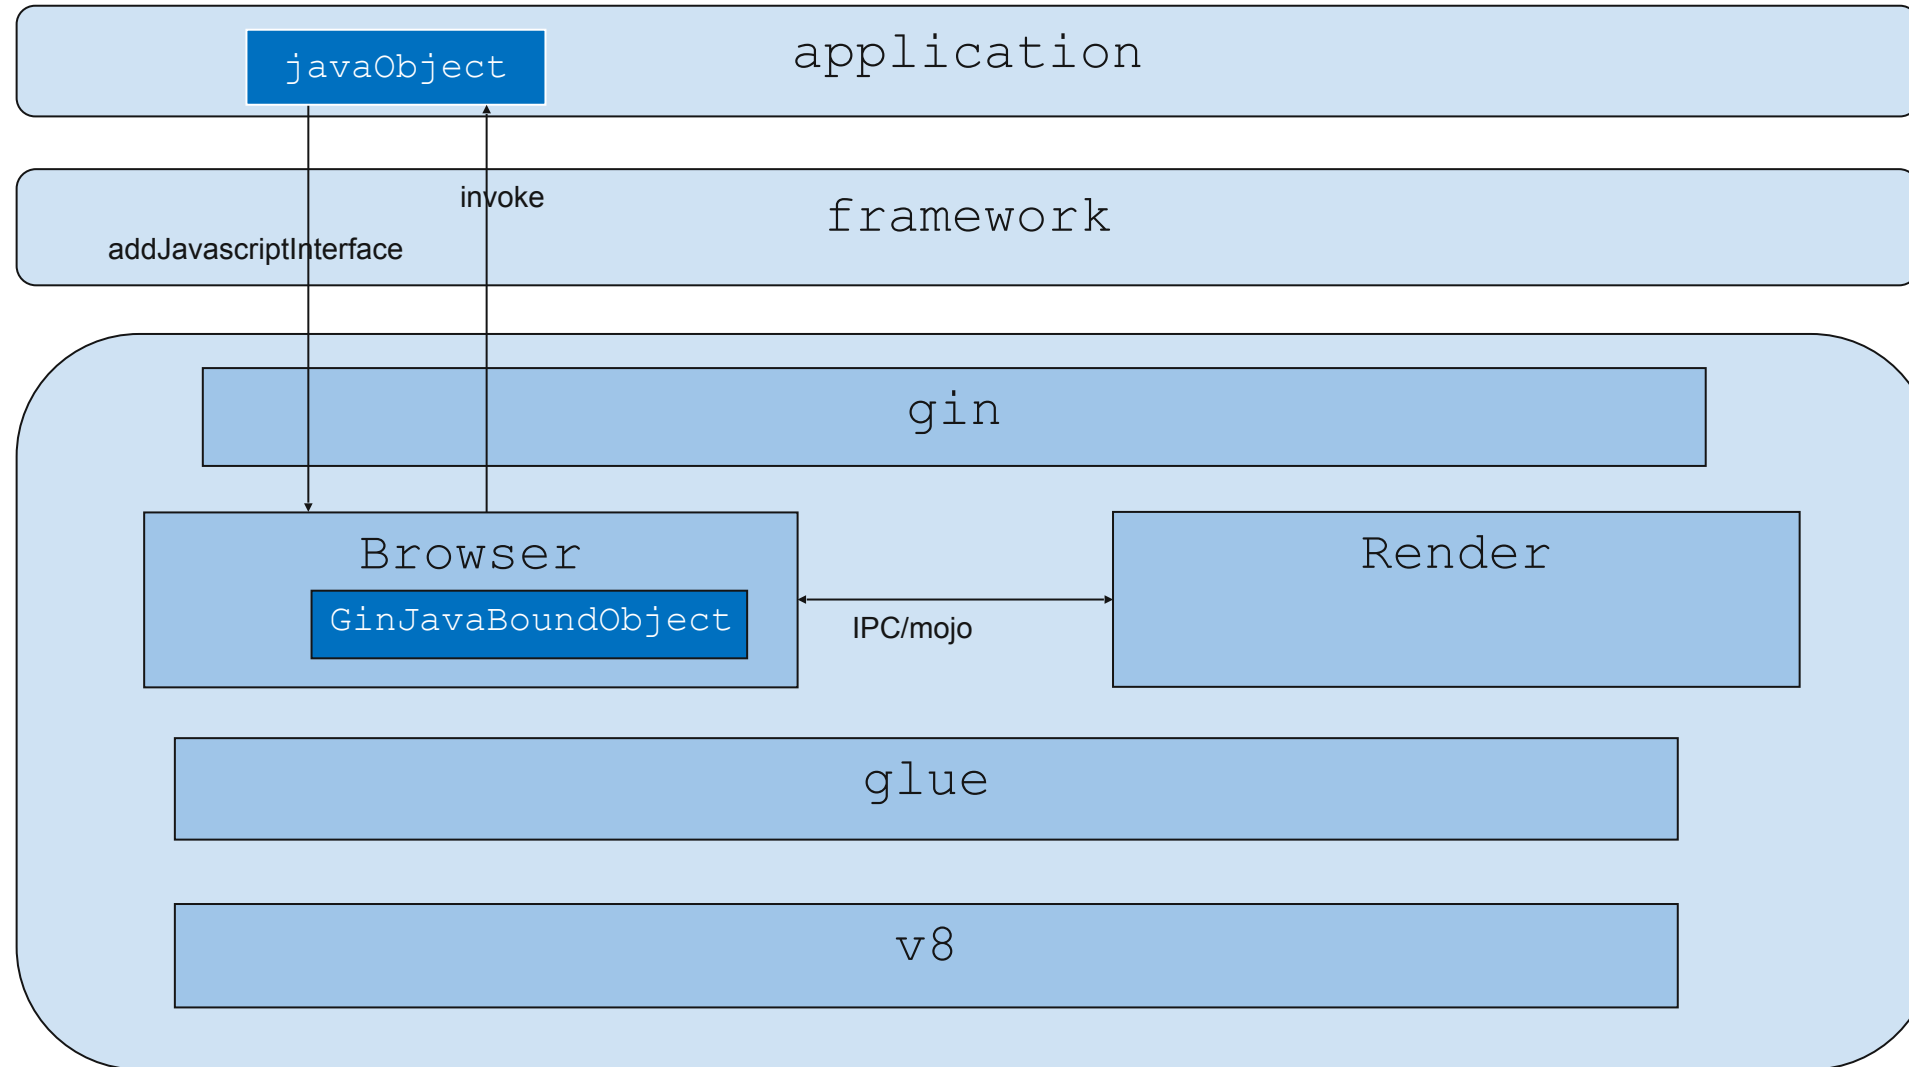 javaObject
application
invoke
framework
addJavascriptInterface
gin
Browser
Render
GinJavaBoundObject
IPC/mojo
glue
v8